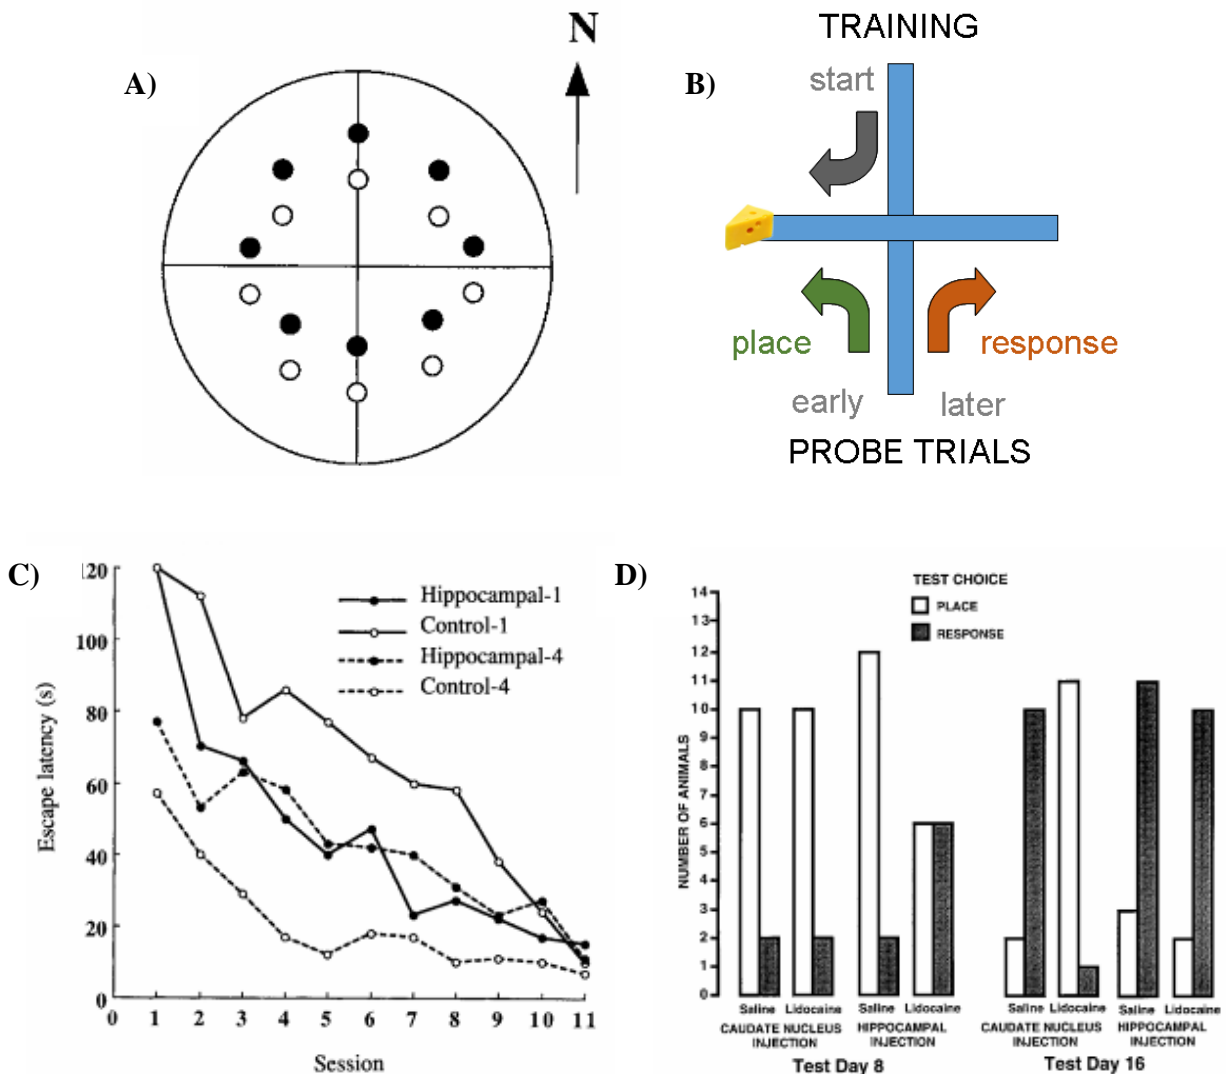 A)
N
B)
TRAINING
start
place
response
early
later
PROBE TRIALS
C)
120
100
80
60
40
20
0
Escape latency (s)
Hippocampal-1
Control-1
Hippocampal-4
Control-4
0 1 2 3 4 5 6 7 8 9 10 11
Session
D)
TEST CHOICE
PLACE
RESPONSE
14
13
12
11
10
9
8
7
6
5
4
3
2
1
0
NUMBER OF ANIMALS
Saline Lidocaine Saline Lidocaine Saline Lidocaine Saline Lidocaine
CAUDATE NUCLEUS
INJECTION
HIPPOCAMPAL
INJECTION
CAUDATE NUCLEUS
INJECTION
HIPPOCAMPAL
INJECTION
Test Day 8
Test Day 16